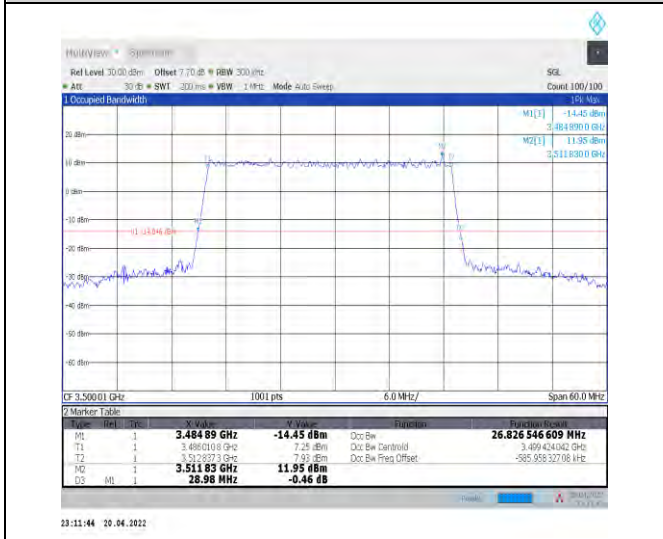 MultiView Spectrum
Ref Level 30.00 dBm Offset 7.70 dB RBW 300 kHz SGL
Att 30 dB SWT 200 ms VBW 1 MHz Mode Auto Sweep Count 100/100
1 Occupied Bandwidth 1Pk Max
M1[1] -14.45 dBm
3.4848900 GHz
M2[1] 11.95 dBm
3.5118300 GHz
20 dBm
10 dBm
0 dBm
-10 dBm
-20 dBm
-30 dBm
-40 dBm
-50 dBm
-60 dBm
CF 3.50001 GHz 1001 pts 6.0 MHz/ Span 60.0 MHz
2 Marker Table
Type Ref Trc X-Value Y-Value Function Function Result
M1 1 3.484 89 GHz -14.45 dBm Occ Bw 26.826 546 609 MHz
T1 1 3.4860108 GHz 7.25 dBm Occ Bw Centroid 3.499 424 042 GHz
T2 1 3.512 837 3 GHz 7.93 dBm Occ Bw Freq Offset -585.958 327 08 kHz
M2 1 3.511 83 GHz 11.95 dBm
D3 M1 1 28.98 MHz -0.46 dB
23:11:44 20.04.2022